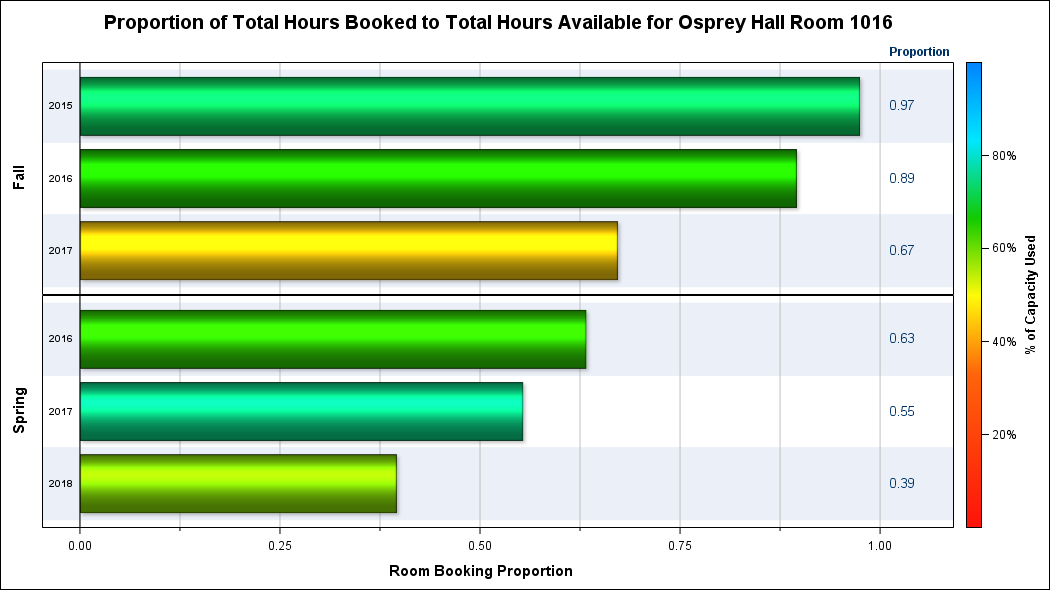 Proportion of Total Hours Booked to Total Hours Available for Osprey Hall Room 1016
Proportion
Fall
2015 0.97
2016 0.89
2017 0.67
Spring
2016 0.63
2017 0.55
2018 0.39
0.00 0.25 0.50 0.75 1.00
Room Booking Proportion
80%
60%
40%
20%
% of Capacity Used